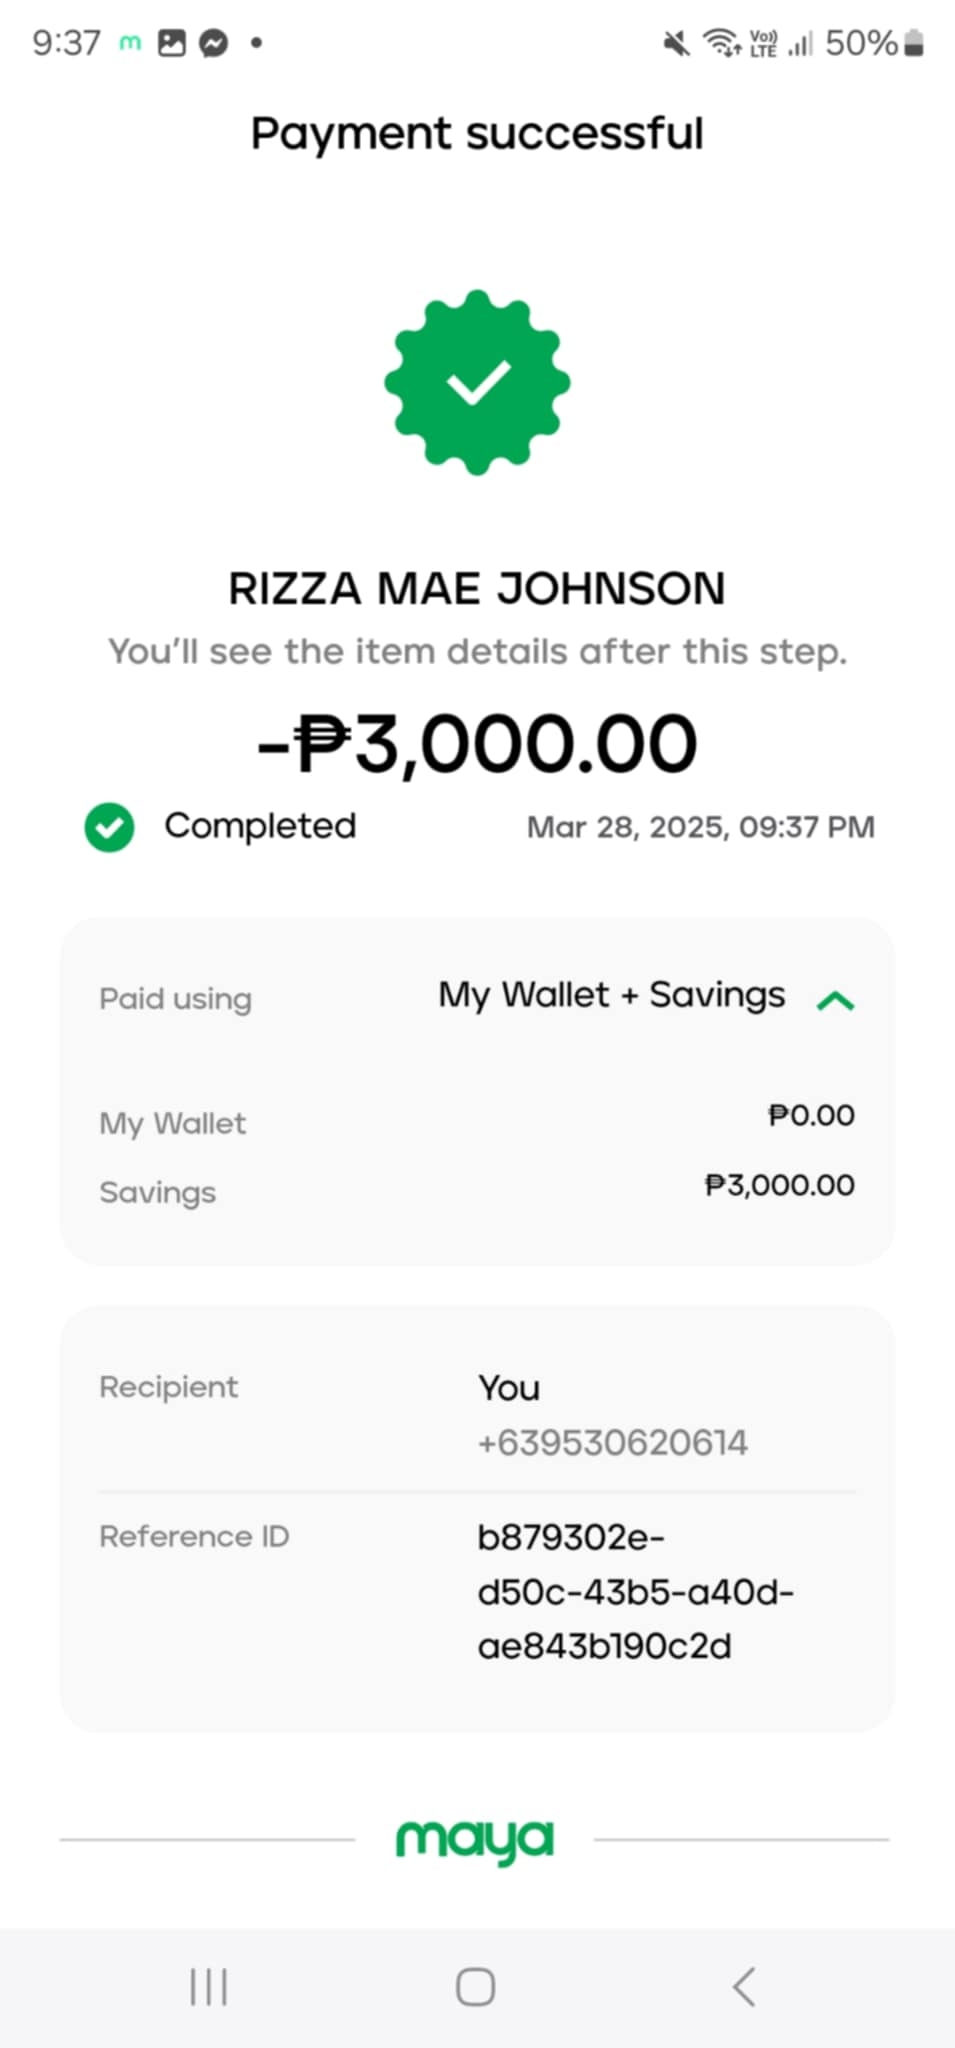 9:37
Vo)) LTE 50%
Payment successful
RIZZA MAE JOHNSON
You'll see the item details after this step.
-₱3,000.00
Completed Mar 28, 2025, 09:37 PM
Paid using My Wallet + Savings
My Wallet ₱0.00
Savings ₱3,000.00
Recipient You
+639530620614
Reference ID b879302e-
d50c-43b5-a40d-
ae843b190c2d
maya